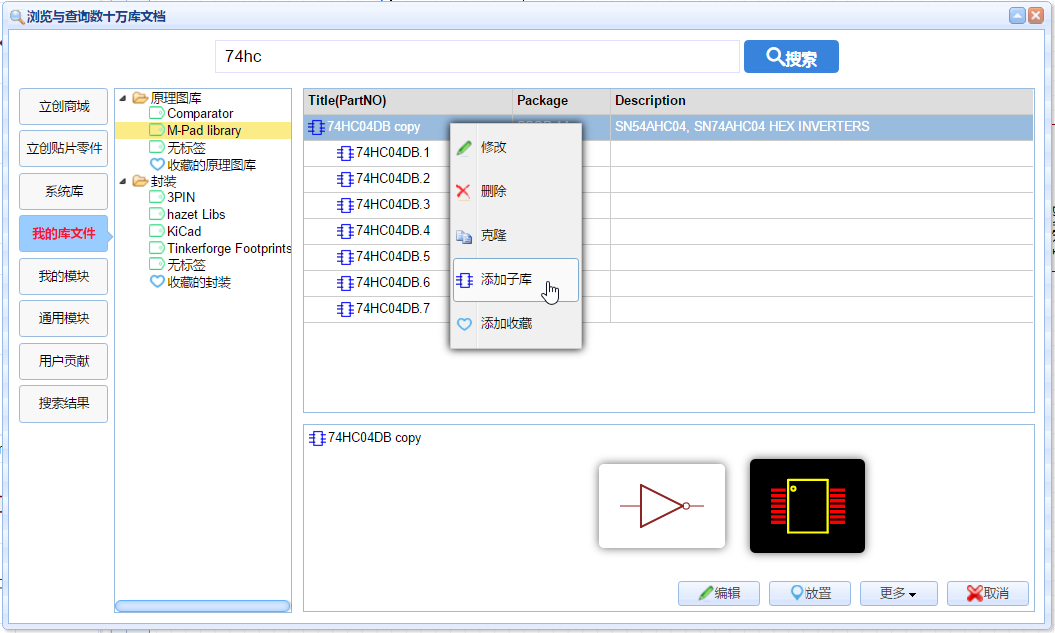 浏览与查询数十万库文档
74hc
搜索
立创商城
立创贴片零件
系统库
我的库文件
我的模块
通用模块
用户贡献
搜索结果
原理图库
Comparator
M-Pad library
无标签
收藏的原理图库
封装
3PIN
hazet Libs
KiCad
Tinkerforge Footprints
无标签
收藏的封装
Title(PartNO) Package Description
74HC04DB copy SN54AHC04, SN74AHC04 HEX INVERTERS
74HC04DB.1
74HC04DB.2
74HC04DB.3
74HC04DB.4
74HC04DB.5
74HC04DB.6
74HC04DB.7
修改
删除
克隆
添加子库
添加收藏
74HC04DB copy
编辑 放置 更多 取消